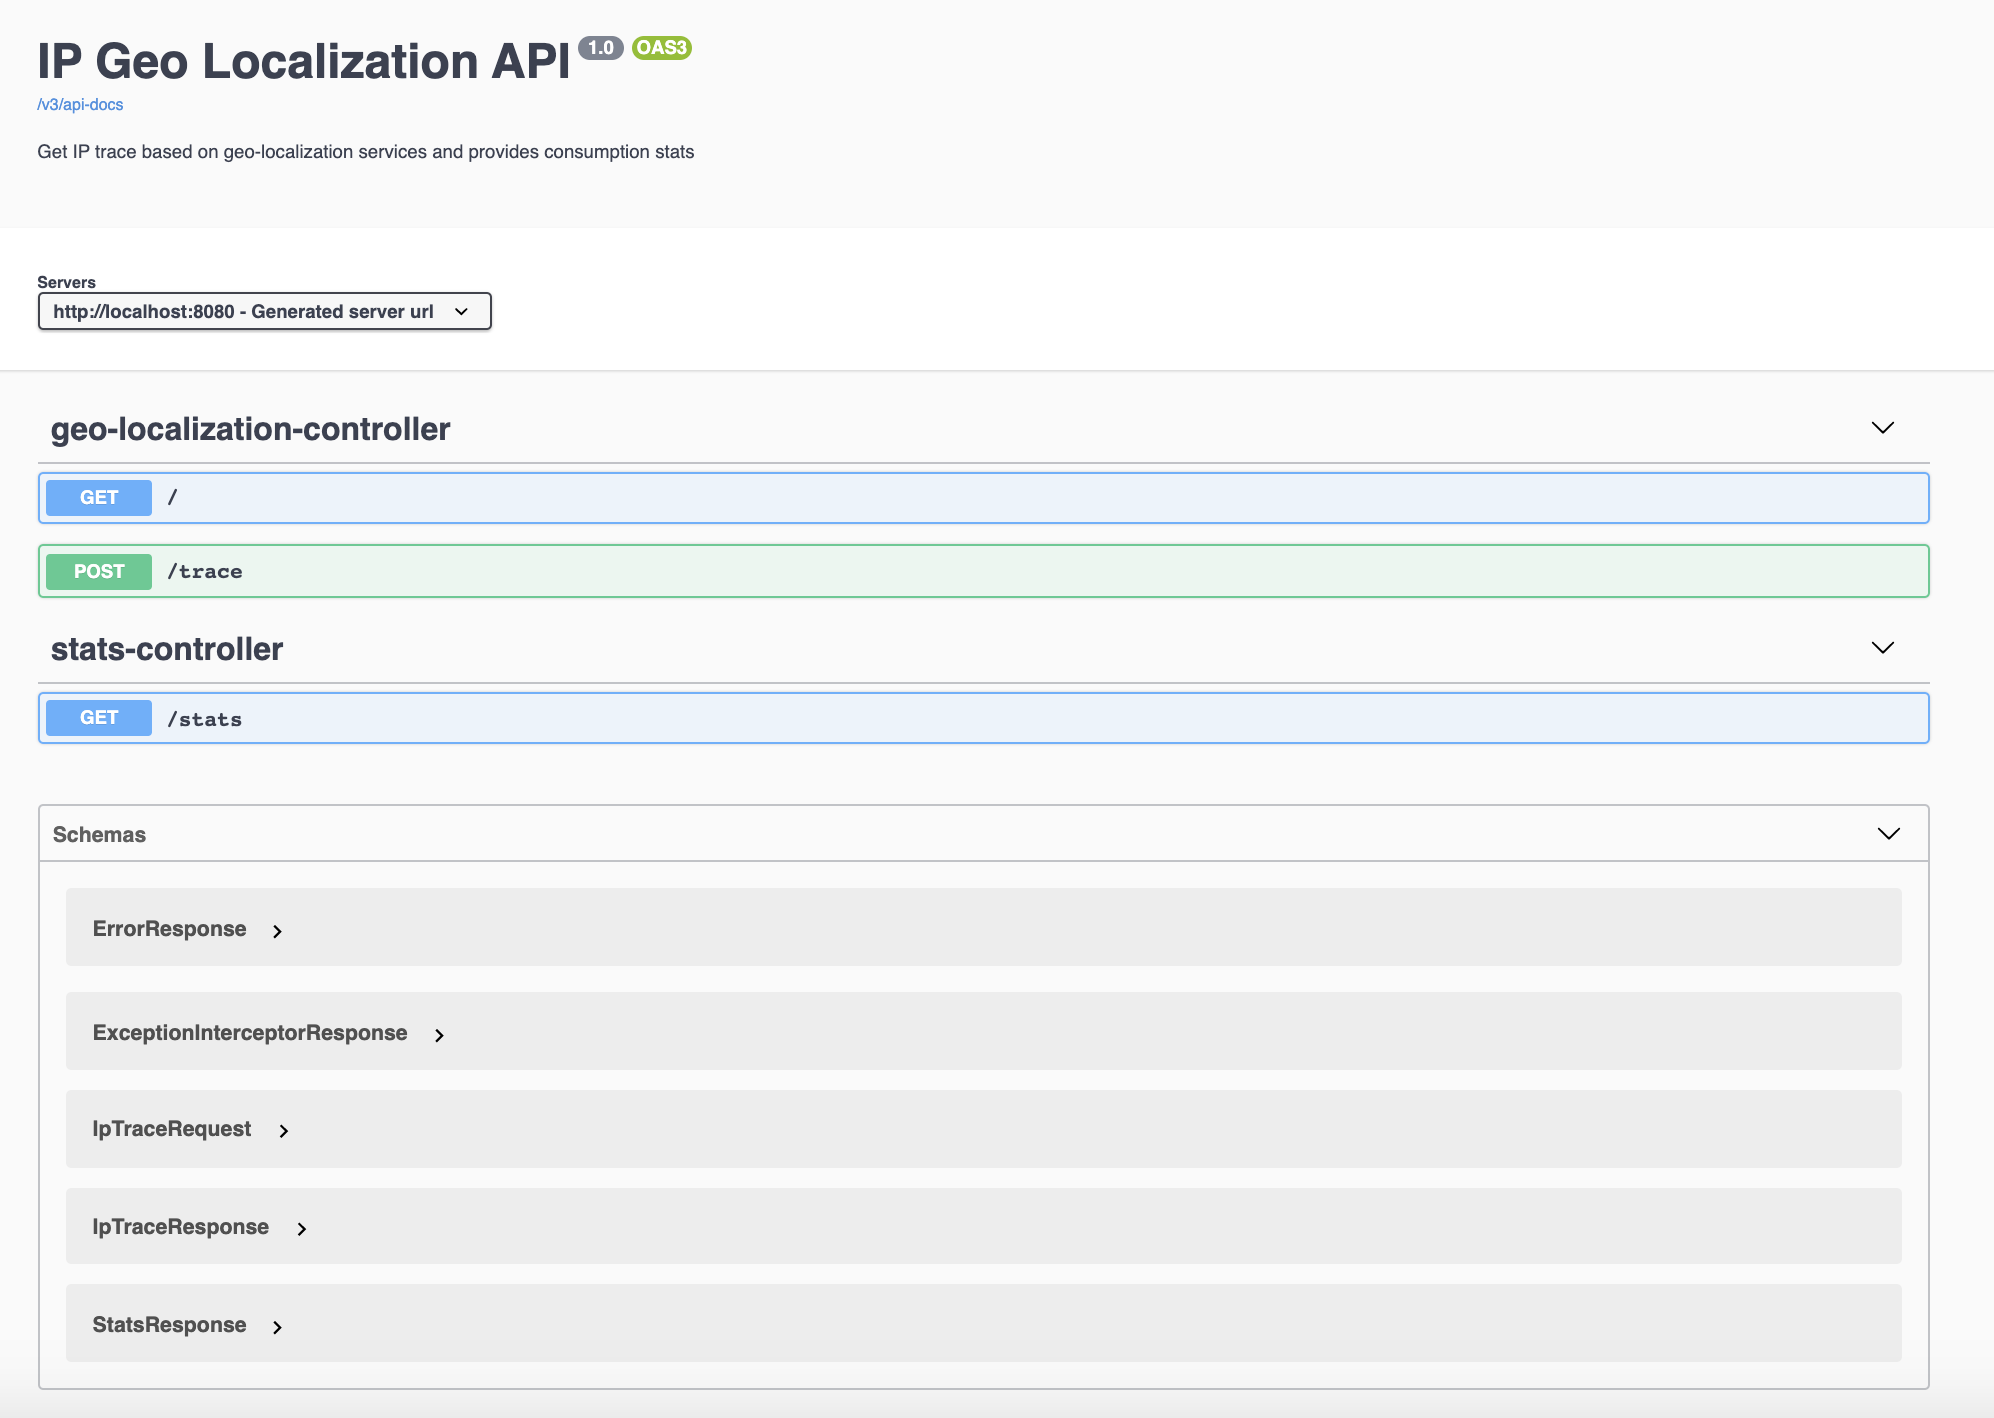 IP Geo Localization API 1.0 OAS3
/v3/api-docs
Get IP trace based on geo-localization services and provides consumption stats
Servers
http://localhost:8080 - Generated server url
geo-localization-controller
GET /
POST /trace
stats-controller
GET /stats
Schemas
ErrorResponse
ExceptionInterceptorResponse
IpTraceRequest
IpTraceResponse
StatsResponse